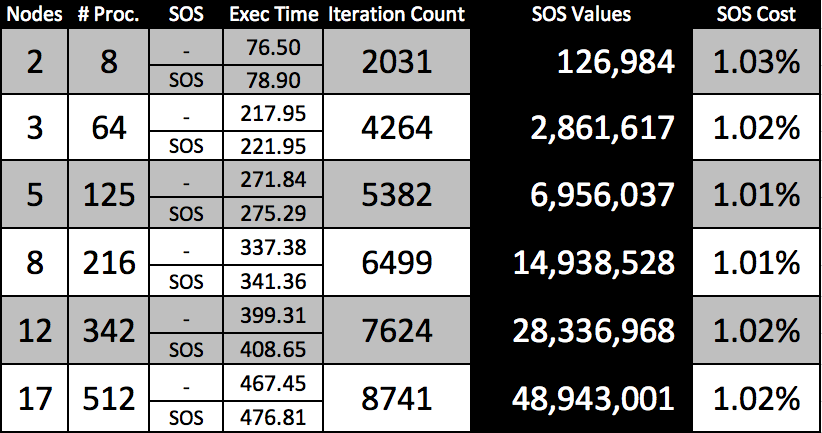 Nodes # Proc. SOS Exec Time Iteration Count SOS Values SOS Cost
2 8 - 76.50 2031 126,984 1.03%
SOS 78.90
3 64 - 217.95 4264 2,861,617 1.02%
SOS 221.95
5 125 - 271.84 5382 6,956,037 1.01%
SOS 275.29
8 216 - 337.38 6499 14,938,528 1.01%
SOS 341.36
12 342 - 399.31 7624 28,336,968 1.02%
SOS 408.65
17 512 - 467.45 8741 48,943,001 1.02%
SOS 476.81